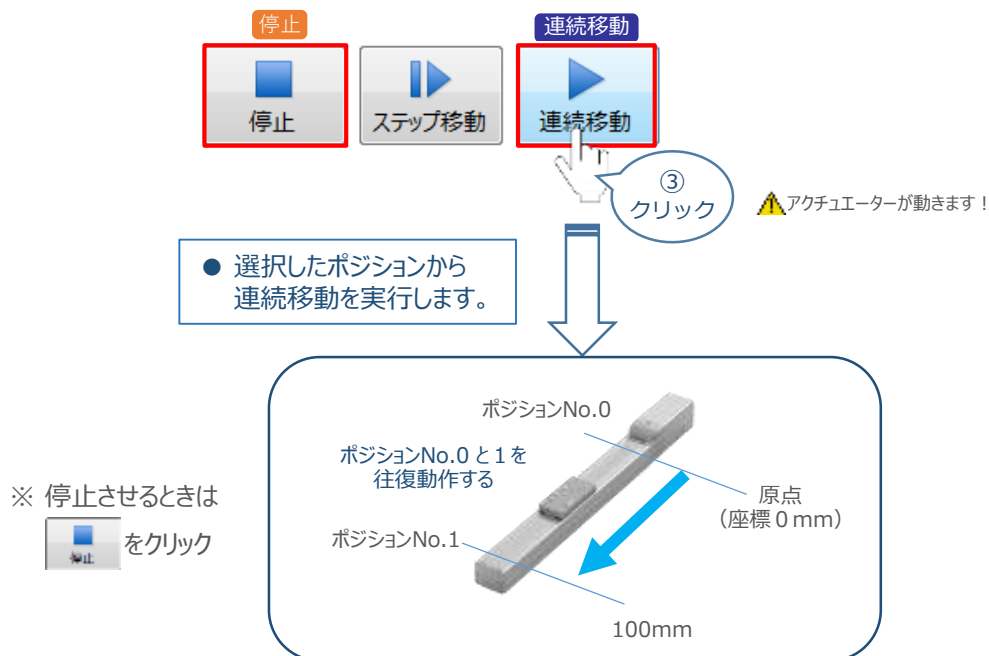 停止
連続移動
停止
ステップ移動
連続移動
③
クリック
アクチュエーターが動きます！
● 選択したポジションから
連続移動を実行します。
ポジションNo.0
ポジションNo.0 と1を
往復動作する
原点
（座標０mm）
ポジションNo.1
100mm
※ 停止させるときは
停止
をクリック